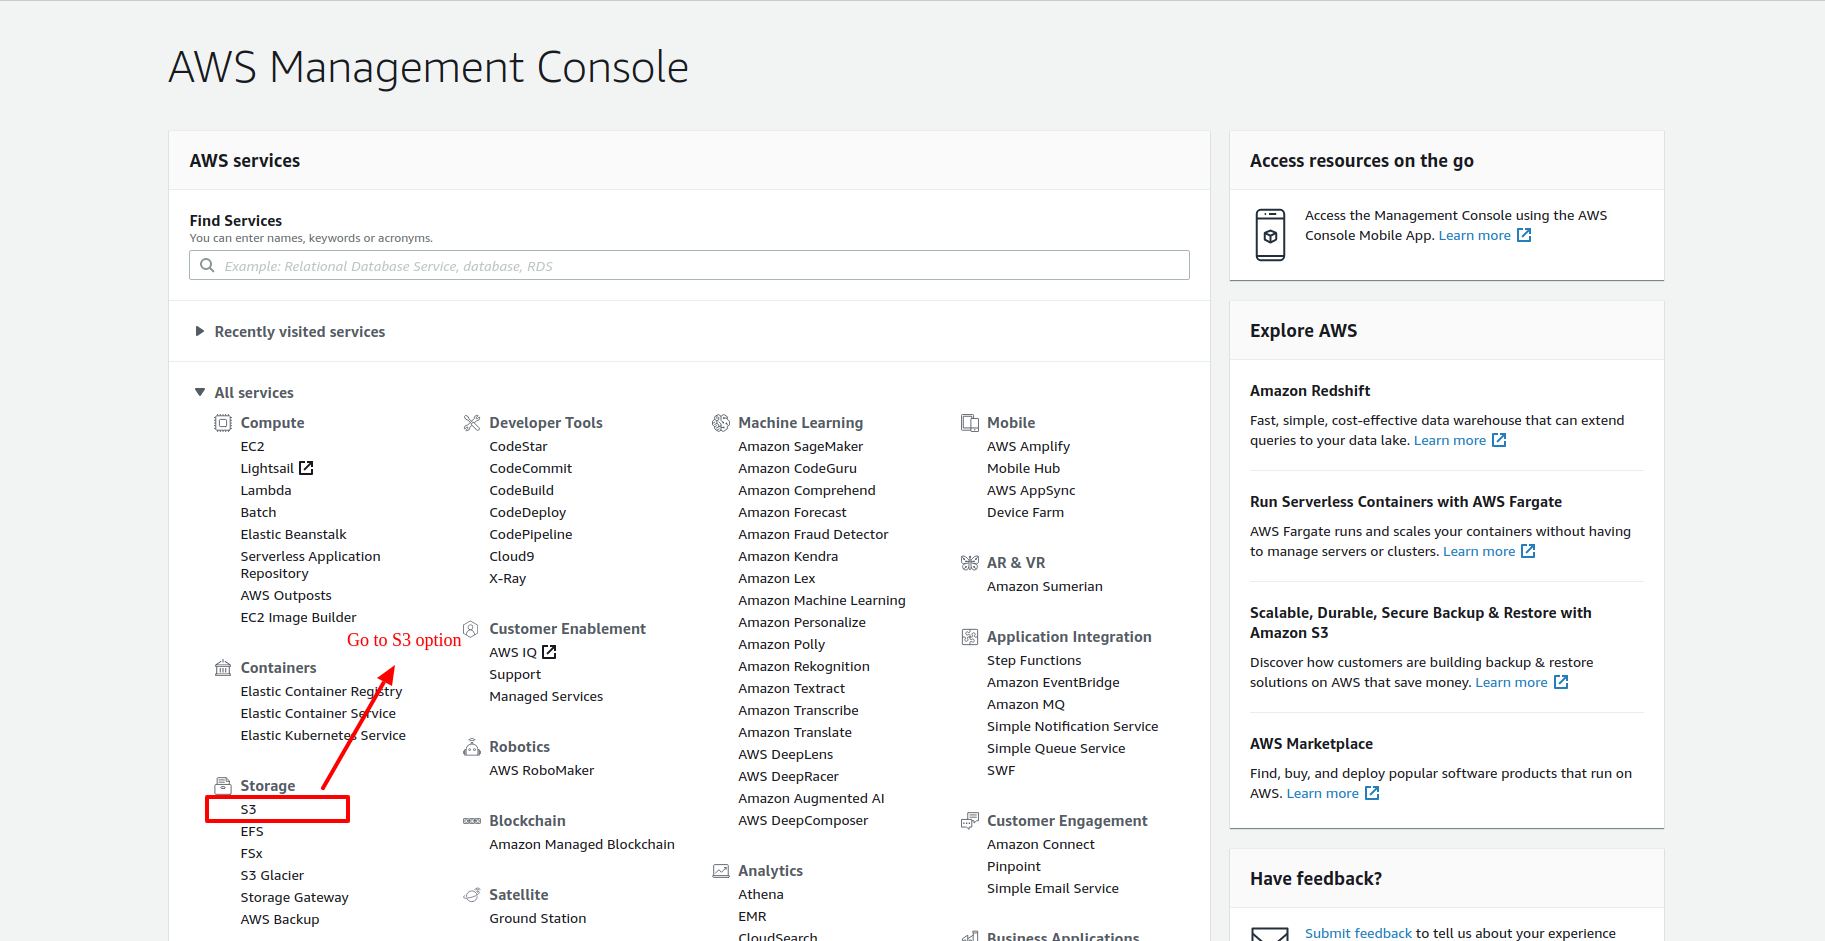 AWS Management Console
AWS services
Find Services
You can enter names, keywords or acronyms.
Example: Relational Database Service, database, RDS
Recently visited services
All services
Compute
EC2
Lightsail
Lambda
Batch
Elastic Beanstalk
Serverless Application
Repository
AWS Outposts
EC2 Image Builder
Go to S3 option
Containers
Elastic Container Registry
Elastic Container Service
Elastic Kubernetes Service
Storage
S3
EFS
FSx
S3 Glacier
Storage Gateway
AWS Backup
Developer Tools
CodeStar
CodeCommit
CodeBuild
CodeDeploy
CodePipeline
Cloud9
X-Ray
Customer Enablement
AWS IQ
Support
Managed Services
Robotics
AWS RoboMaker
Blockchain
Amazon Managed Blockchain
Satellite
Ground Station
Machine Learning
Amazon SageMaker
Amazon CodeGuru
Amazon Comprehend
Amazon Forecast
Amazon Fraud Detector
Amazon Kendra
Amazon Lex
Amazon Machine Learning
Amazon Personalize
Amazon Polly
Amazon Rekognition
Amazon Textract
Amazon Transcribe
Amazon Translate
AWS DeepLens
AWS DeepRacer
Amazon Augmented AI
AWS DeepComposer
Analytics
Athena
EMR
CloudSearch
Mobile
AWS Amplify
Mobile Hub
AWS AppSync
Device Farm
AR & VR
Amazon Sumerian
Application Integration
Step Functions
Amazon EventBridge
Amazon MQ
Simple Notification Service
Simple Queue Service
SWF
Customer Engagement
Amazon Connect
Pinpoint
Simple Email Service
Business Applications
Access resources on the go
Access the Management Console using the AWS
Console Mobile App. Learn more
Explore AWS
Amazon Redshift
Fast, simple, cost-effective data warehouse that can extend
queries to your data lake. Learn more
Run Serverless Containers with AWS Fargate
AWS Fargate runs and scales your containers without having
to manage servers or clusters. Learn more
Scalable, Durable, Secure Backup & Restore with
Amazon S3
Discover how customers are building backup & restore
solutions on AWS that save money. Learn more
AWS Marketplace
Find, buy, and deploy popular software products that run on
AWS. Learn more
Have feedback?
Submit feedback to tell us about your experience